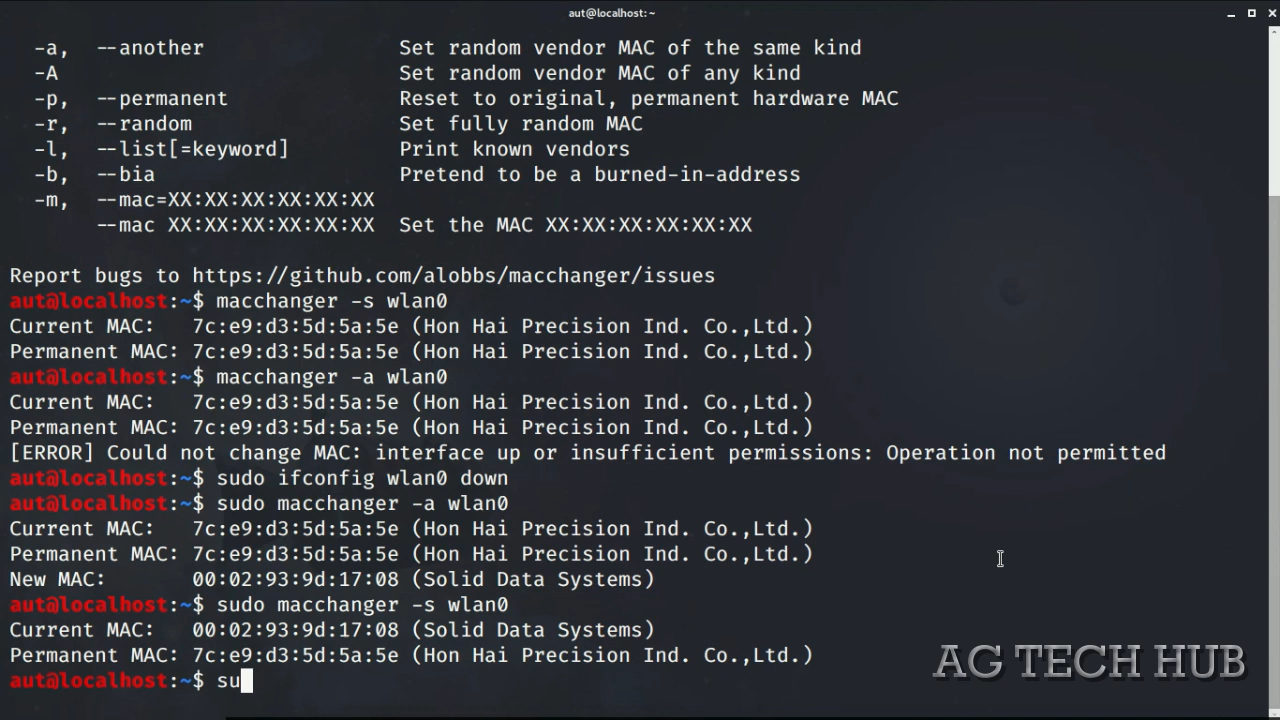 aut@localhost:~
-a, --another Set random vendor MAC of the same kind
-A Set random vendor MAC of any kind
-p, --permanent Reset to original, permanent hardware MAC
-r, --random Set fully random MAC
-l, --list[=keyword] Print known vendors
-b, --bia Pretend to be a burned-in-address
-m, --mac=XX:XX:XX:XX:XX:XX
--mac XX:XX:XX:XX:XX:XX Set the MAC XX:XX:XX:XX:XX:XX
Report bugs to https://github.com/alobbs/macchanger/issues
aut@localhost:~$ macchanger -s wlan0
Current MAC: 7c:e9:d3:5d:5a:5e (Hon Hai Precision Ind. Co.,Ltd.)
Permanent MAC: 7c:e9:d3:5d:5a:5e (Hon Hai Precision Ind. Co.,Ltd.)
aut@localhost:~$ macchanger -a wlan0
Current MAC: 7c:e9:d3:5d:5a:5e (Hon Hai Precision Ind. Co.,Ltd.)
Permanent MAC: 7c:e9:d3:5d:5a:5e (Hon Hai Precision Ind. Co.,Ltd.)
[ERROR] Could not change MAC: interface up or insufficient permissions: Operation not permitted
aut@localhost:~$ sudo ifconfig wlan0 down
aut@localhost:~$ sudo macchanger -a wlan0
Current MAC: 7c:e9:d3:5d:5a:5e (Hon Hai Precision Ind. Co.,Ltd.)
Permanent MAC: 7c:e9:d3:5d:5a:5e (Hon Hai Precision Ind. Co.,Ltd.)
New MAC: 00:02:93:9d:17:08 (Solid Data Systems)
aut@localhost:~$ sudo macchanger -s wlan0
Current MAC: 00:02:93:9d:17:08 (Solid Data Systems)
Permanent MAC: 7c:e9:d3:5d:5a:5e (Hon Hai Precision Ind. Co.,Ltd.)
aut@localhost:~$ su
AG TECH HUB